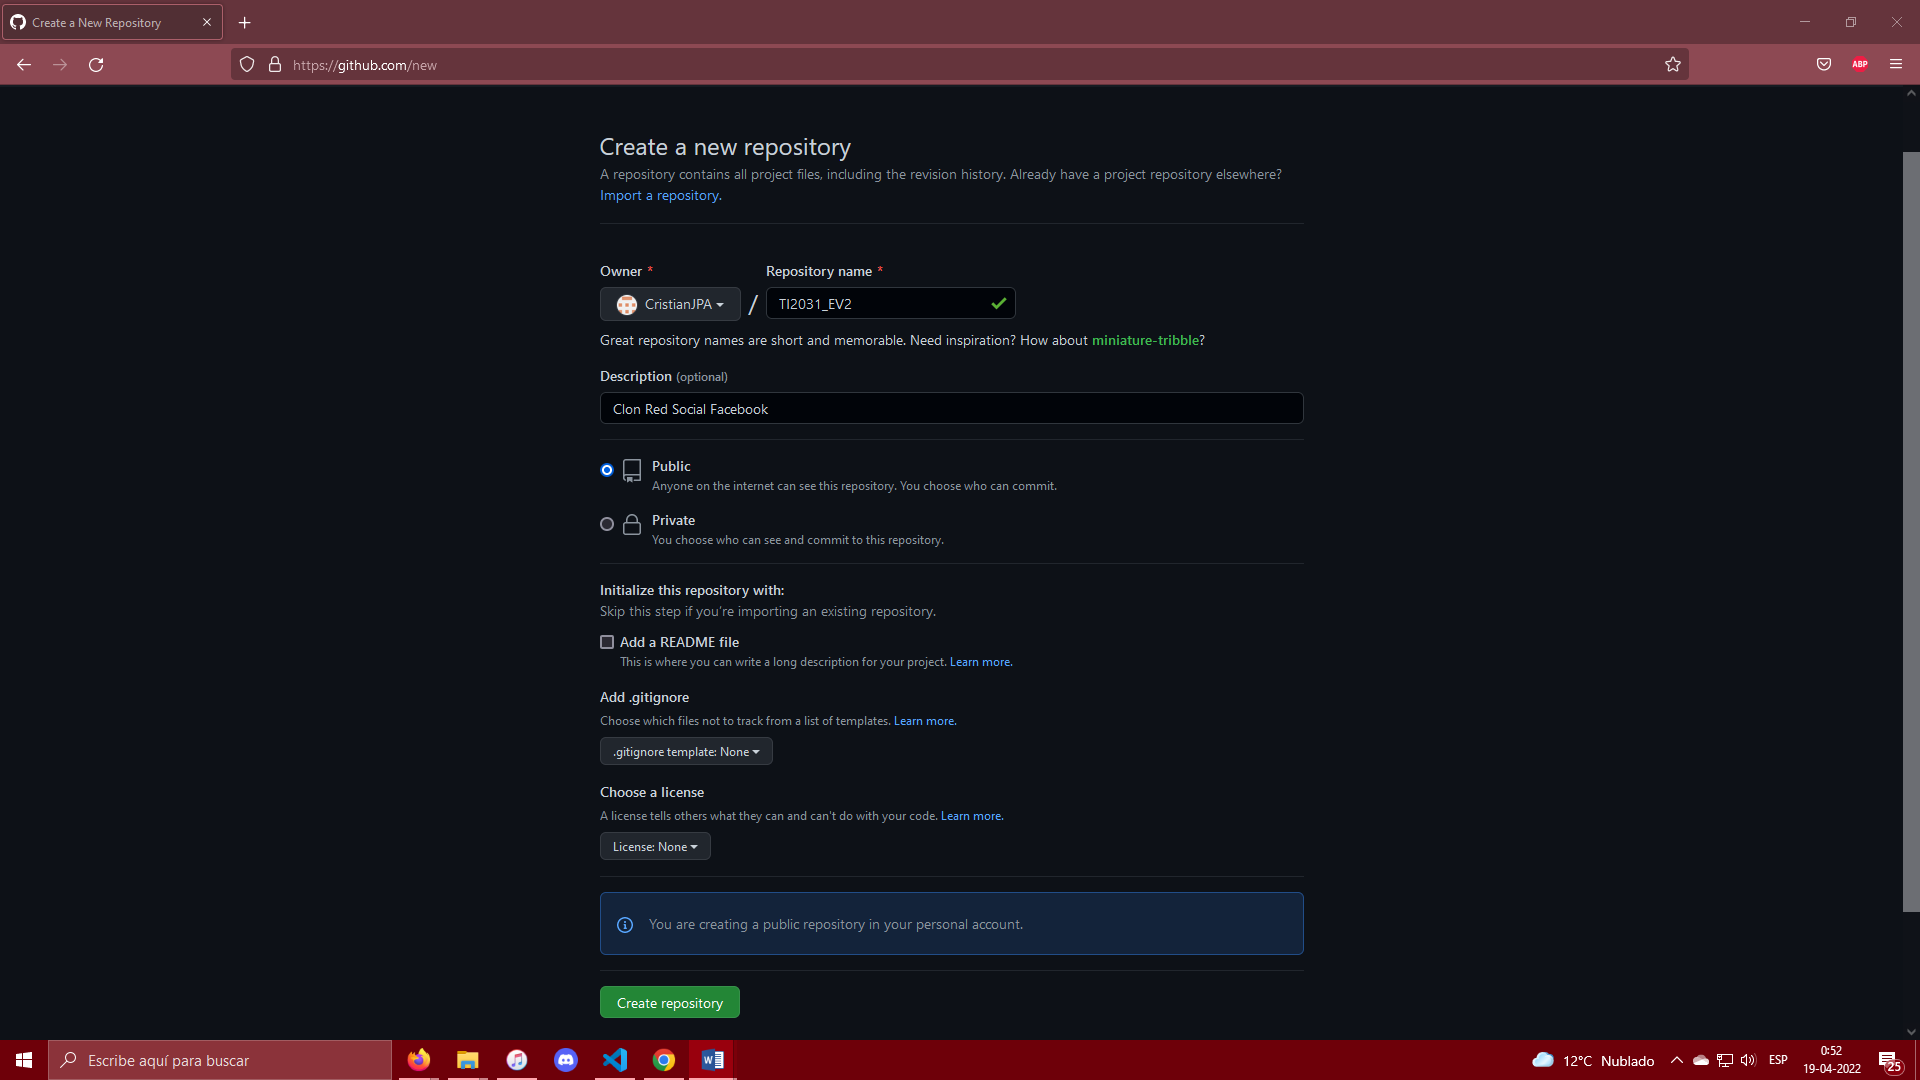 Create a New Repository
https://github.com/new
ABP
Create a new repository
A repository contains all project files, including the revision history. Already have a project repository elsewhere?
Import a repository.
Owner *
Repository name *
CristianJPA
/
TI2031_EV2
Great repository names are short and memorable. Need inspiration? How about miniature-tribble?
Description (optional)
Clon Red Social Facebook
Public
Anyone on the internet can see this repository. You choose who can commit.
Private
You choose who can see and commit to this repository.
Initialize this repository with:
Skip this step if you're importing an existing repository.
Add a README file
This is where you can write a long description for your project. Learn more.
Add .gitignore
Choose which files not to track from a list of templates. Learn more.
.gitignore template: None
Choose a license
A license tells others what they can and can't do with your code. Learn more.
License: None
You are creating a public repository in your personal account.
Create repository
Escribe aquí para buscar
12°C Nublado
ESP
0:52
19-04-2022
25